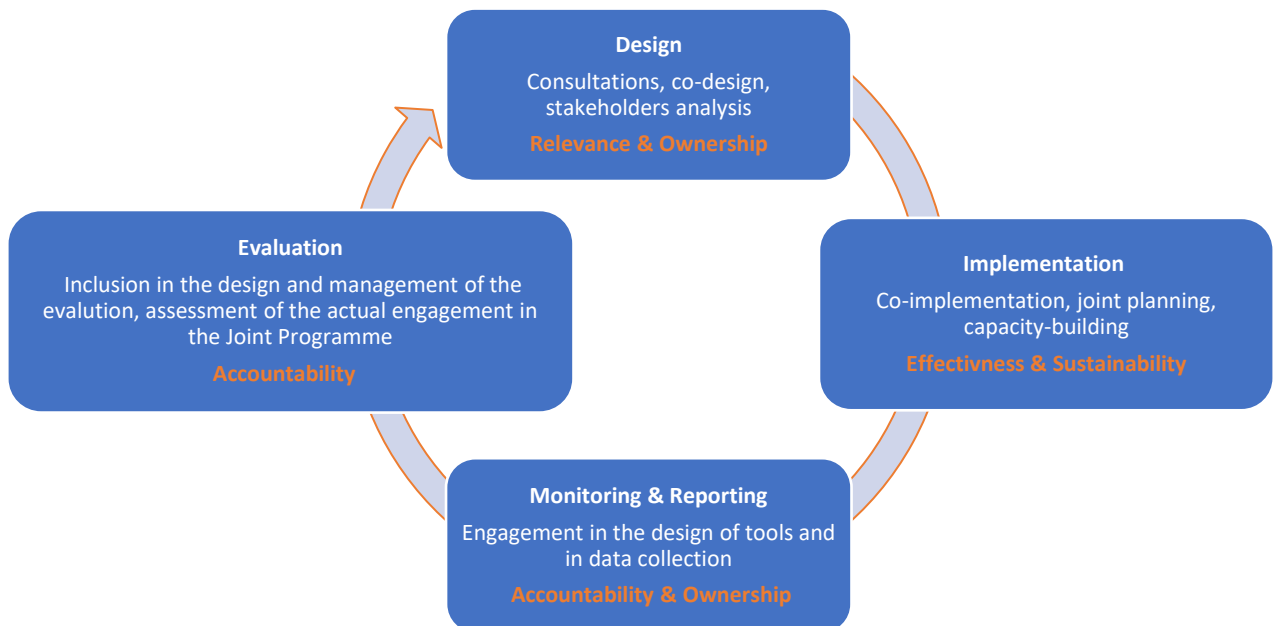 Design
Consultations, co-design,
stakeholders analysis
Relevance & Ownership
Evaluation
Inclusion in the design and management of the
evalution, assessment of the actual engagement in
the Joint Programme
Accountability
Implementation
Co-implementation, joint planning,
capacity-building
Effectivness & Sustainability
Monitoring & Reporting
Engagement in the design of tools and
in data collection
Accountability & Ownership